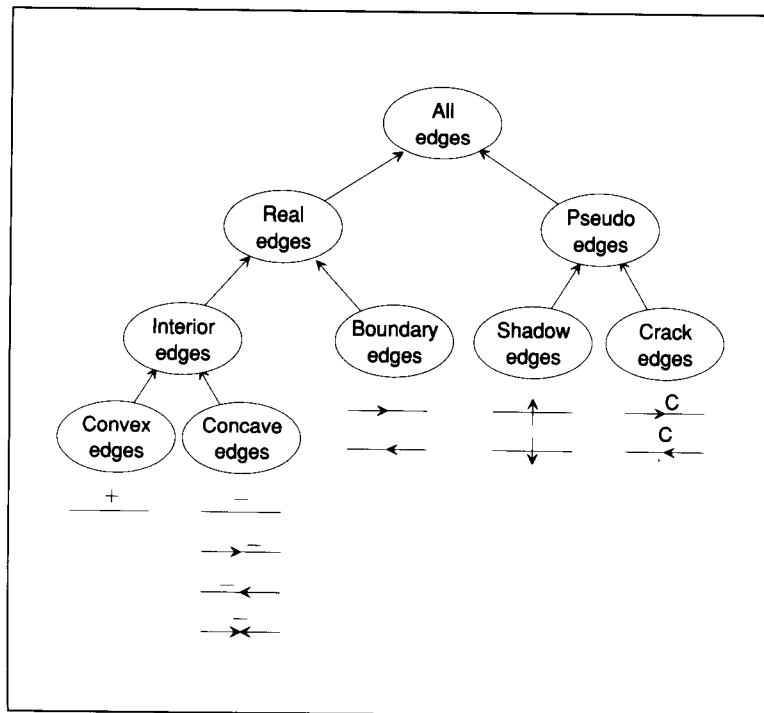 All
edges
Real
edges
Pseudo
edges
Interior
edges
Boundary
edges
Shadow
edges
Crack
edges
Convex
edges
Concave
edges
C
C
+
−
−
−
−